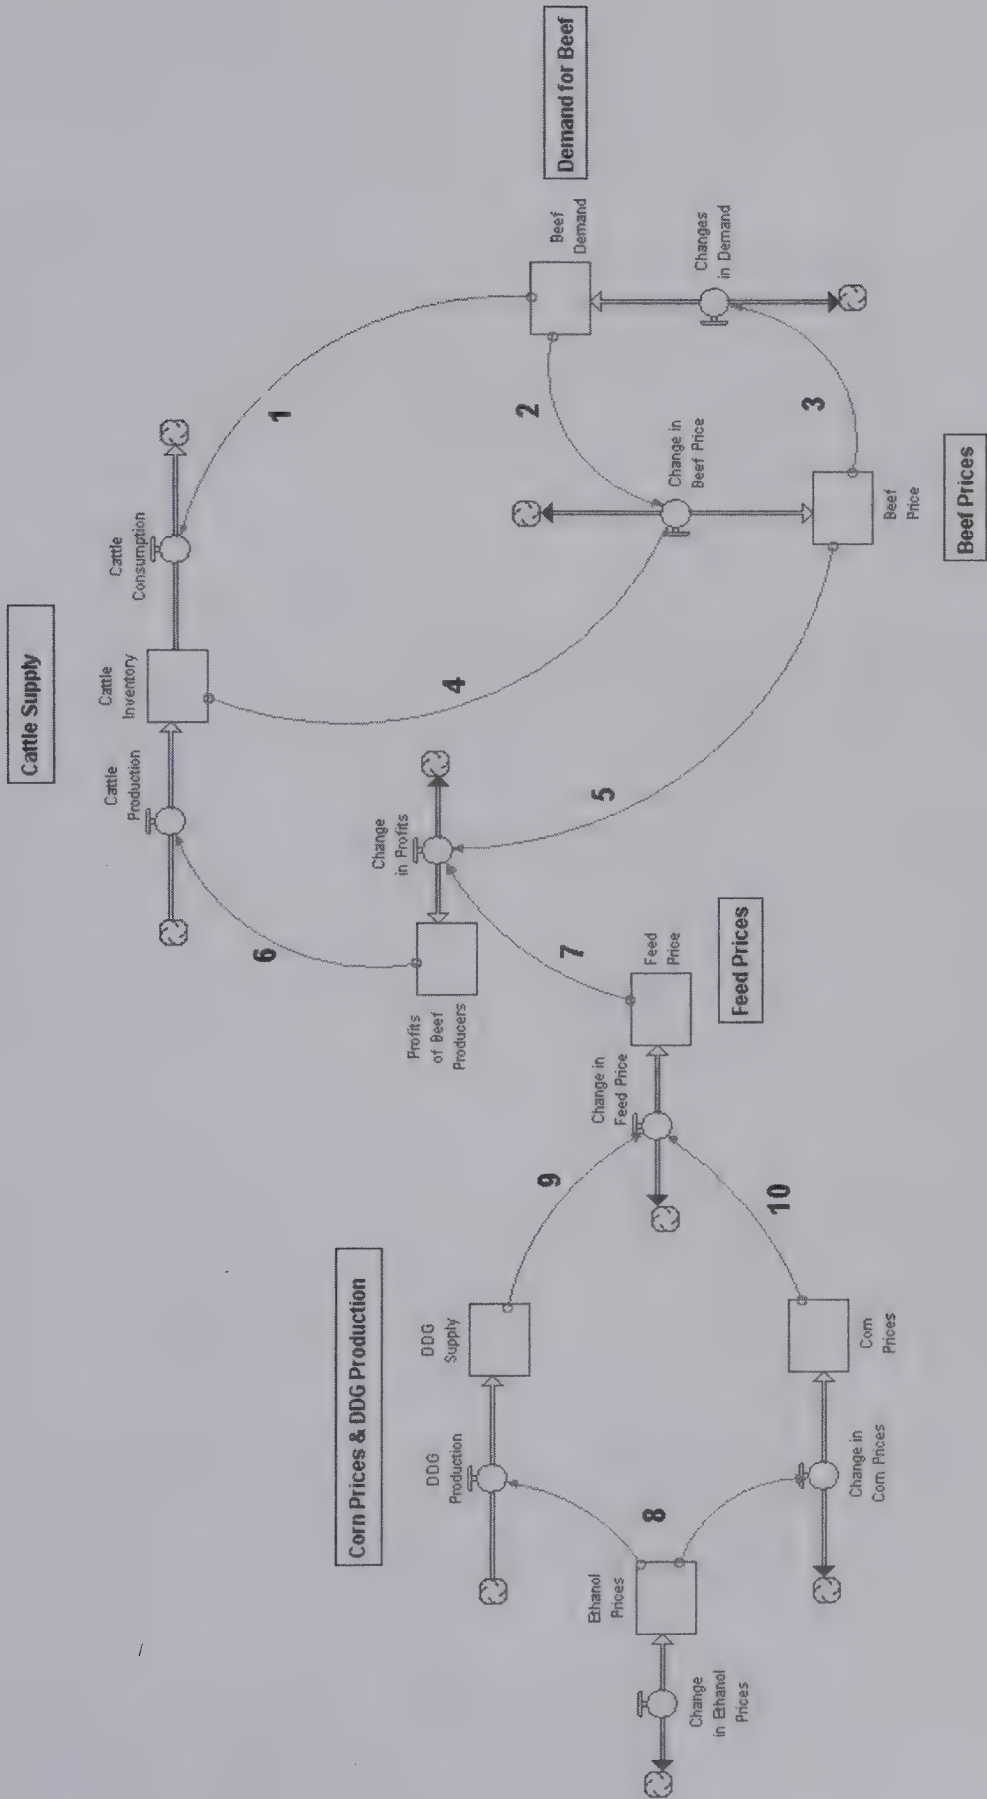 Cattle Supply
Cattle
Production
Cattle
Inventory
Cattle
Consumption
1
6
4
Change
in Profits
Profits
of Beef
Producers
5
7
2
Demand for Beef
Beef
Demand
Changes
in Demand
3
Change in
Beef Price
Beef
Price
Beef Prices
Feed
Price
Feed Prices
Change in
Feed Price
9
10
Corn Prices & DDG Production
DDG
Supply
DDG
Production
8
Ethanol
Prices
Change
in Ethanol
Prices
Corn
Prices
Change in
Corn Prices